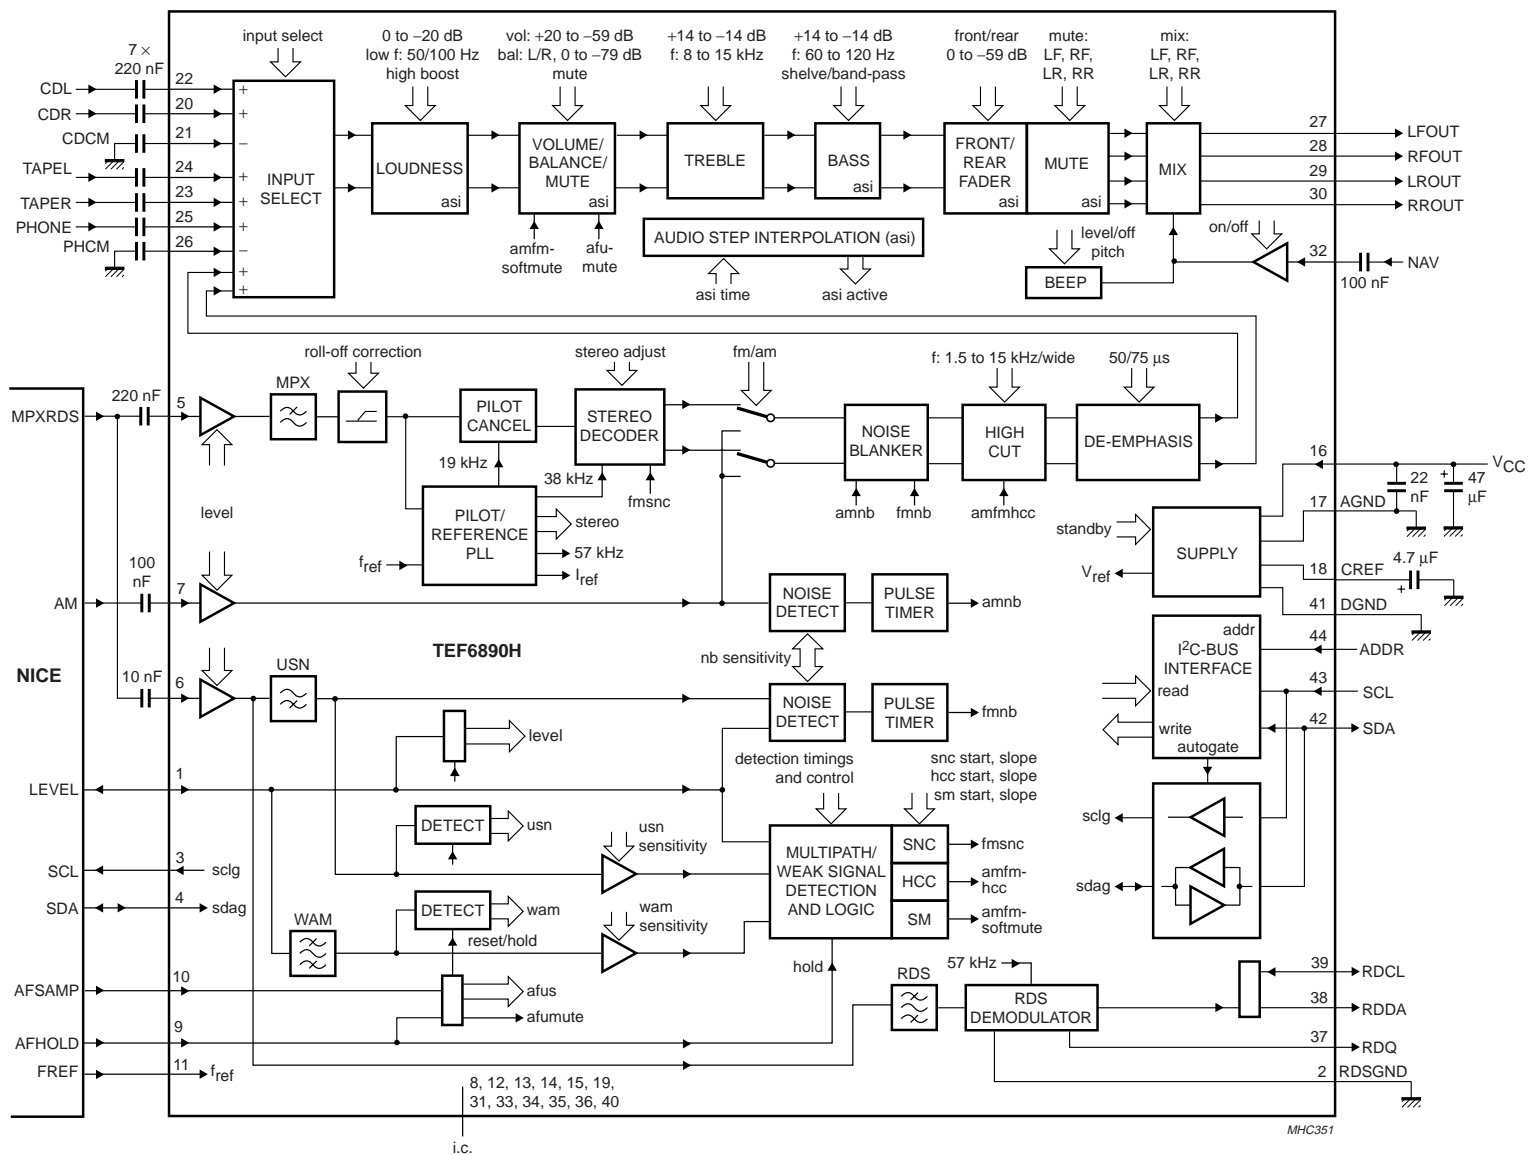 input select
0 to −20 dB
low f: 50/100 Hz
high boost
vol: +20 to −59 dB
bal: L/R, 0 to −79 dB
mute
+14 to −14 dB
f: 8 to 15 kHz
+14 to −14 dB
f: 60 to 120 Hz
shelve/band-pass
front/rear
0 to −59 dB
mute:
LF, RF,
LR, RR
mix:
LF, RF,
LR, RR
7 ×
220 nF
CDL
22
+
CDR
20
+
CDCM
21
−
TAPEL
24
+
TAPER
23
+
PHONE
25
+
PHCM
26
−
+
+
INPUT
SELECT
LOUDNESS
asi
VOLUME/
BALANCE/
MUTE
asi
amfm-
softmute
afu-
mute
TREBLE
BASS
asi
FRONT/
REAR
FADER
MUTE
asi
MIX
27
LFOUT
28
RFOUT
29
LROUT
30
RROUT
AUDIO STEP INTERPOLATION (asi)
asi time
asi active
level/off
pitch
BEEP
on/off
32
NAV
100 nF
roll-off correction
stereo adjust
fm/am
f: 1.5 to 15 kHz/wide
50/75 µs
MPXRDS
220 nF
5
MPX
PILOT
CANCEL
STEREO
DECODER
NOISE
BLANKER
HIGH
CUT
DE-EMPHASIS
19 kHz
38 kHz
fmsnc
amnb
fmnb
amfmhcc
level
PILOT/
REFERENCE
PLL
stereo
57 kHz
Iref
fref
16
VCC
22
nF
+
47
µF
17
AGND
standby
SUPPLY
Vref
18
CREF
4.7 µF
+
41
DGND
AM
100
nF
7
NOISE
DETECT
PULSE
TIMER
amnb
nb sensitivity
TEF6890H
NICE
10 nF
6
USN
NOISE
DETECT
PULSE
TIMER
fmnb
addr
I2C-BUS
INTERFACE
read
write
autogate
44
ADDR
43
SCL
42
SDA
level
detection timings
and control
snc start, slope
hcc start, slope
sm start, slope
LEVEL
1
DETECT
usn
usn
sensitivity
MULTIPATH/
WEAK SIGNAL
DETECTION
AND LOGIC
SNC
fmsnc
HCC
amfm-
hcc
SM
amfm-
softmute
sclg
sdag
SCL
3
sclg
SDA
4
sdag
WAM
DETECT
wam
wam
sensitivity
reset/hold
hold
AFSAMP
10
afus
afumute
AFHOLD
9
FREF
11
fref
RDS
57 kHz
RDS
DEMODULATOR
39
RDCL
38
RDDA
37
RDQ
2
RDSGND
8, 12, 13, 14, 15, 19,
31, 33, 34, 35, 36, 40
i.c.
MHC351